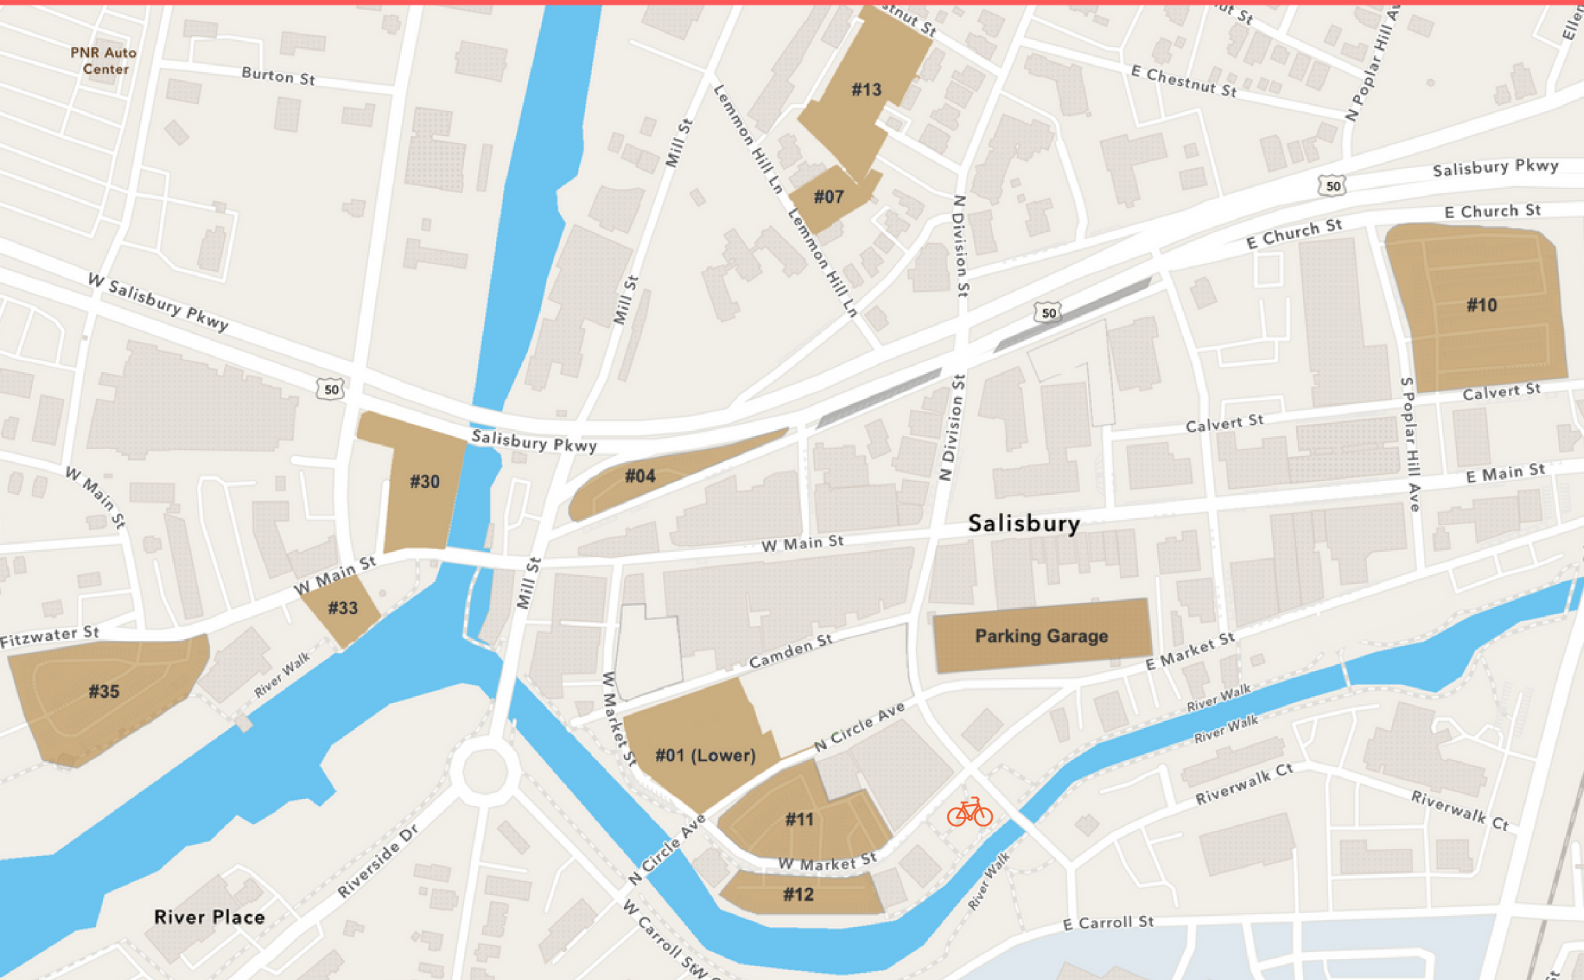 stnut St
ut St
N Poplar Hill Av
Ellen
PNR Auto
Center
Burton St
E Chestnut St
#13
Mill St
Lemmon Hill Ln
Salisbury Pkwy
50
#07
E Church St
E Church St
N Division St
Lemmon Hill Ln
W Salisbury Pkwy
Mill St
50
#10
50
Calvert St
Calvert St
S Poplar Hill Ave
N Division St
Salisbury Pkwy
#30
#04
E Main St
W Main St
Salisbury
W Main St
W Main St
Mill St
#33
Fitzwater St
Parking Garage
Camden St
E Market St
River Walk
#35
W Market St
River Walk
N Circle Ave
River Walk
#01 (Lower)
Riverwalk Ct
Riverwalk Ct
#11
Riverside Dr
N Circle Ave
W Market St
River Walk
#12
River Place
W Carroll St
E Carroll St
W C
St